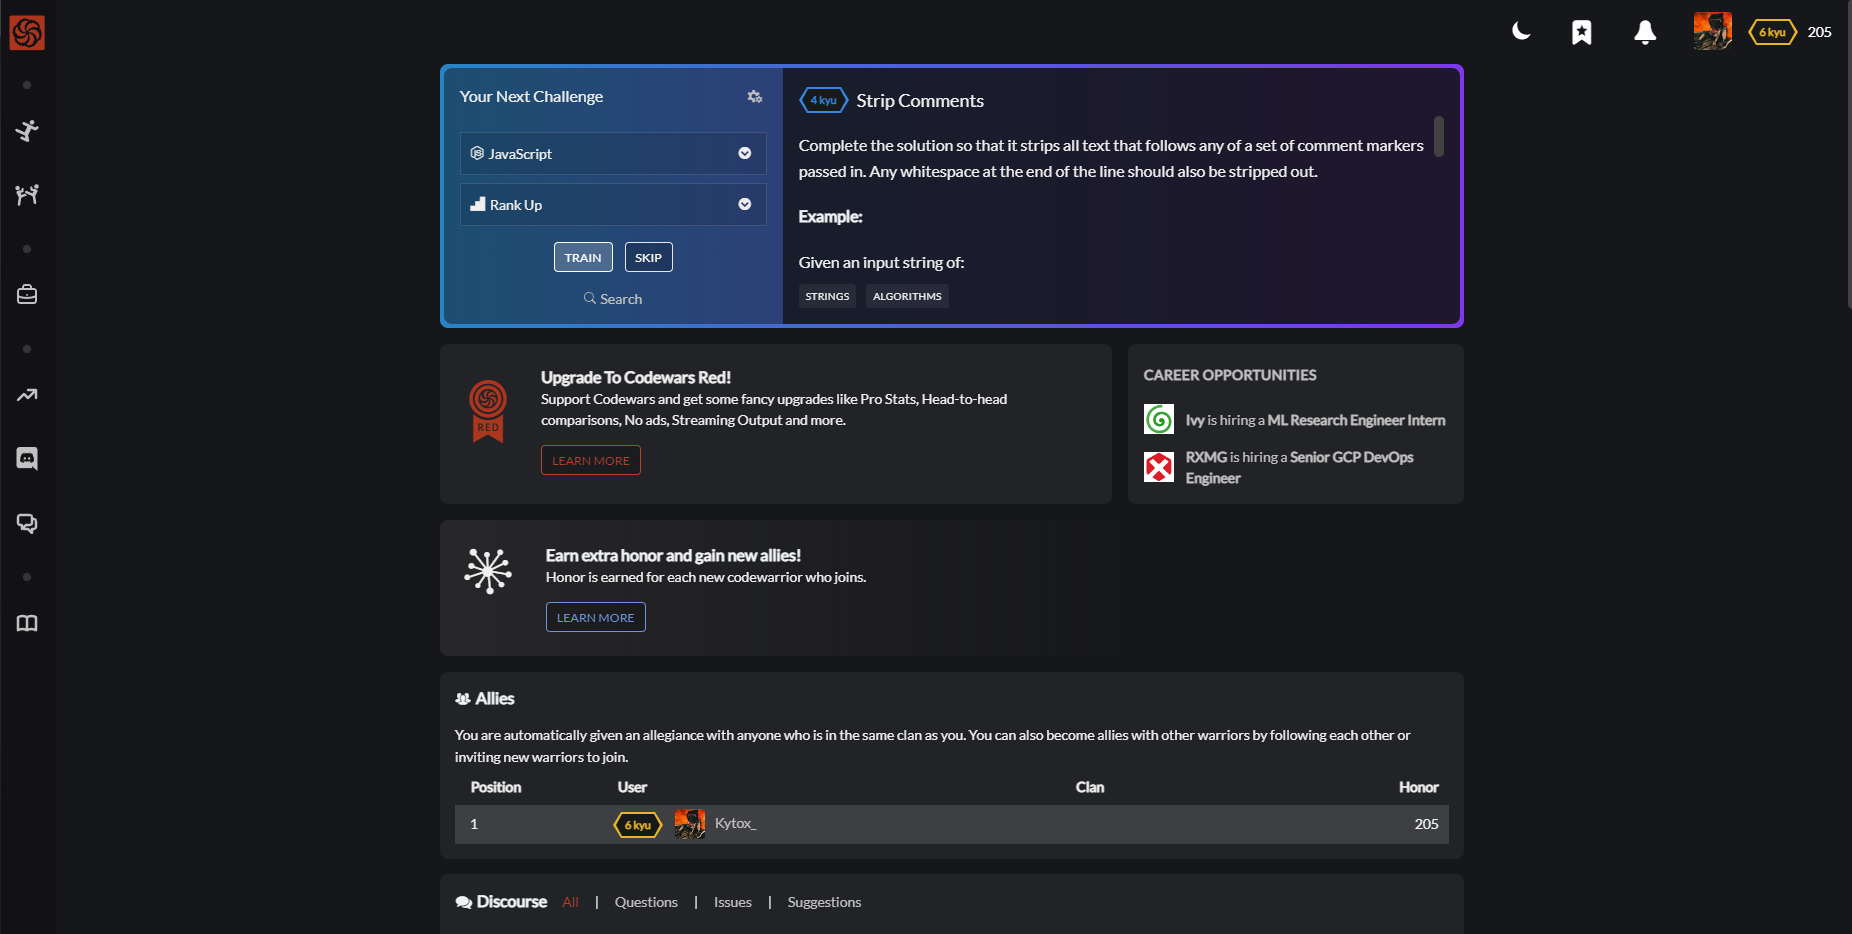 6 kyu 205
Your Next Challenge
JavaScript
Rank Up
TRAIN SKIP
Search
4 kyu Strip Comments
Complete the solution so that it strips all text that follows any of a set of comment markers
passed in. Any whitespace at the end of the line should also be stripped out.
Example:
Given an input string of:
STRINGS ALGORITHMS
RED
Upgrade To Codewars Red!
Support Codewars and get some fancy upgrades like Pro Stats, Head-to-head
comparisons, No ads, Streaming Output and more.
LEARN MORE
CAREER OPPORTUNITIES
Ivy is hiring a ML Research Engineer Intern
RXMG is hiring a Senior GCP DevOps
Engineer
Earn extra honor and gain new allies!
Honor is earned for each new codewarrior who joins.
LEARN MORE
Allies
You are automatically given an allegiance with anyone who is in the same clan as you. You can also become allies with other warriors by following each other or
inviting new warriors to join.
Position User Clan Honor
1 6 kyu Kytox_ 205
Discourse All | Questions | Issues | Suggestions